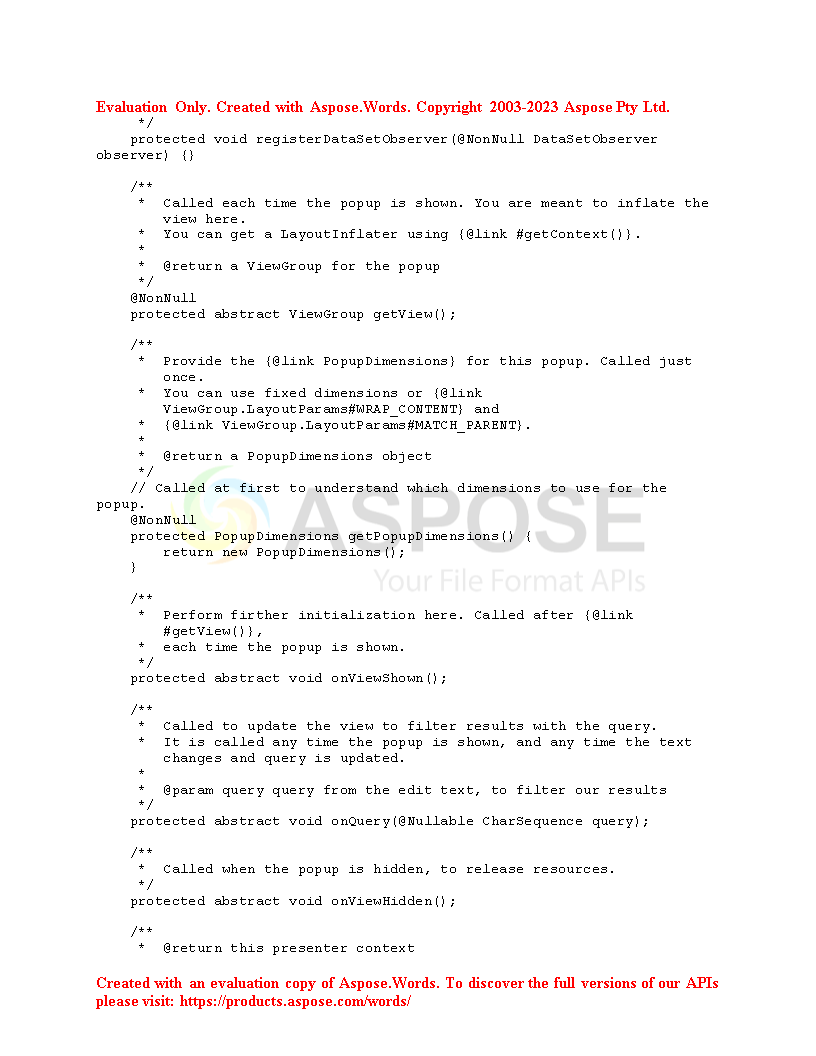 Evaluation Only. Created with Aspose.Words. Copyright 2003-2023 Aspose Pty Ltd.
     */
    protected void registerDataSetObserver(@NonNull DataSetObserver
observer) {}

    /**
     *  Called each time the popup is shown. You are meant to inflate the
        view here.
     *  You can get a LayoutInflater using {@link #getContext()}.
     *
     *  @return a ViewGroup for the popup
     */
    @NonNull
    protected abstract ViewGroup getView();

    /**
     *  Provide the {@link PopupDimensions} for this popup. Called just
        once.
     *  You can use fixed dimensions or {@link
        ViewGroup.LayoutParams#WRAP_CONTENT} and
     *  {@link ViewGroup.LayoutParams#MATCH_PARENT}.
     *
     *  @return a PopupDimensions object
     */
    // Called at first to understand which dimensions to use for the
popup.
    @NonNull
    protected PopupDimensions getPopupDimensions() {
        return new PopupDimensions();
    }
ASPOSE
Your File Format APIs

    /**
     *  Perform firther initialization here. Called after {@link
        #getView()},
     *  each time the popup is shown.
     */
    protected abstract void onViewShown();

    /**
     *  Called to update the view to filter results with the query.
     *  It is called any time the popup is shown, and any time the text
        changes and query is updated.
     *
     *  @param query query from the edit text, to filter our results
     */
    protected abstract void onQuery(@Nullable CharSequence query);

    /**
     *  Called when the popup is hidden, to release resources.
     */
    protected abstract void onViewHidden();

    /**
     *  @return this presenter context
Created with an evaluation copy of Aspose.Words. To discover the full versions of our APIs
please visit: https://products.aspose.com/words/